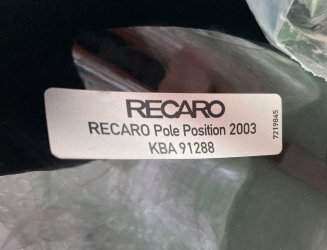 RECARO
RECARO Pole Position 2003
KBA 91288
7219845